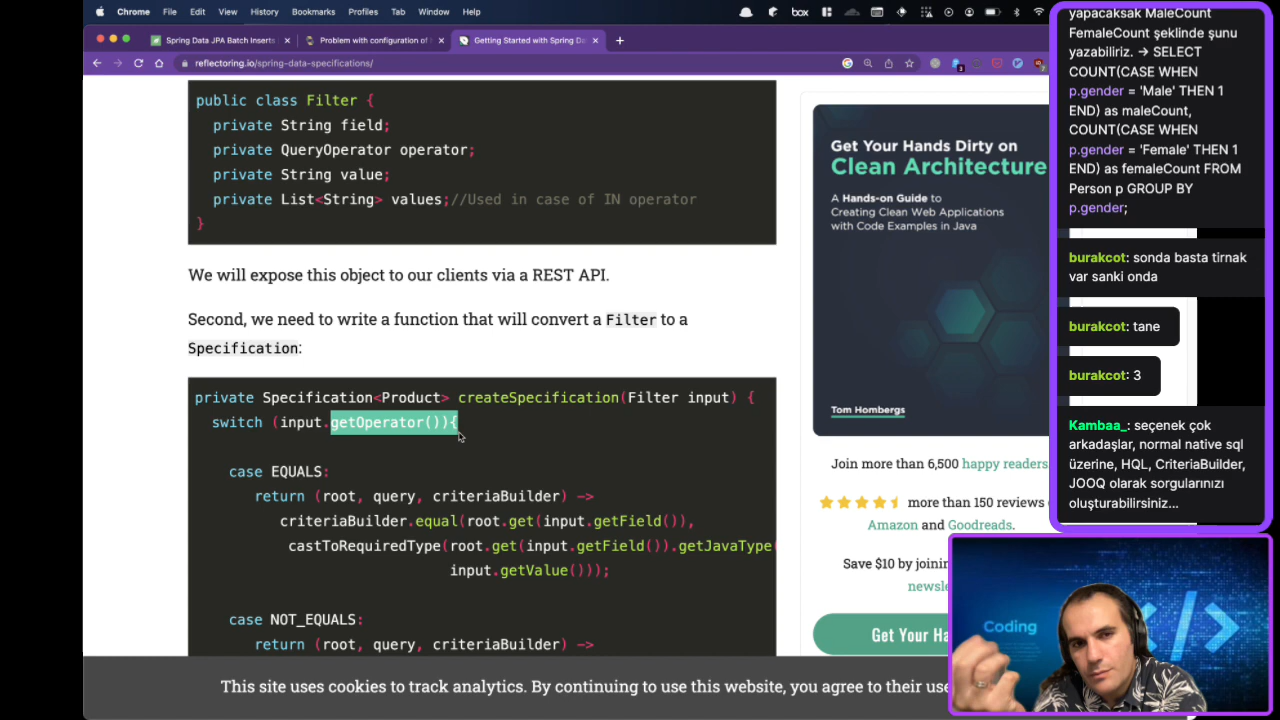 Chrome File Edit View History Bookmarks Profiles Tab Window Help
box
Spring Data JPA Batch Inserts
Problem with configuration of
Getting Started with Spring Da
reflectoring.io/spring-data-specifications/
public class Filter {
private String field;
private QueryOperator operator;
private String value;
private List<String> values;//Used in case of IN operator
}
We will expose this object to our clients via a REST API.
Second, we need to write a function that will convert a Filter to a
Specification:
private Specification<Product> createSpecification(Filter input) {
switch (input.getOperator()){
case EQUALS:
return (root, query, criteriaBuilder) ->
criteriaBuilder.equal(root.get(input.getField()),
castToRequiredType(root.get(input.getField()).getJavaType(
input.getValue()));
case NOT_EQUALS:
return (root, query, criteriaBuilder) ->
This site uses cookies to track analytics. By continuing to use this website, you agree to their use
Get Your Hands Dirty on
Clean Architecture
A Hands-on Guide to
Creating Clean Web Applications
with Code Examples in Java
Tom Hombergs
Join more than 6,500 happy readers
more than 150 reviews
Amazon and Goodreads.
Save $10 by joinin
newsle
Get Your Ha
yapacaksak MaleCount
FemaleCount şeklinde şunu
yazabiliriz. → SELECT
COUNT(CASE WHEN
p.gender = 'Male' THEN 1
END) as maleCount,
COUNT(CASE WHEN
p.gender = 'Female' THEN 1
END) as femaleCount FROM
Person p GROUP BY
p.gender;
burakcot: sonda basta tirnak
var sanki onda
burakcot: tane
burakcot: 3
Kambaa_: seçenek çok
arkadaşlar, normal native sql
üzerine, HQL, CriteriaBuilder,
JOOQ olarak sorgularınızı
oluşturabilirsiniz...
Coding
</>